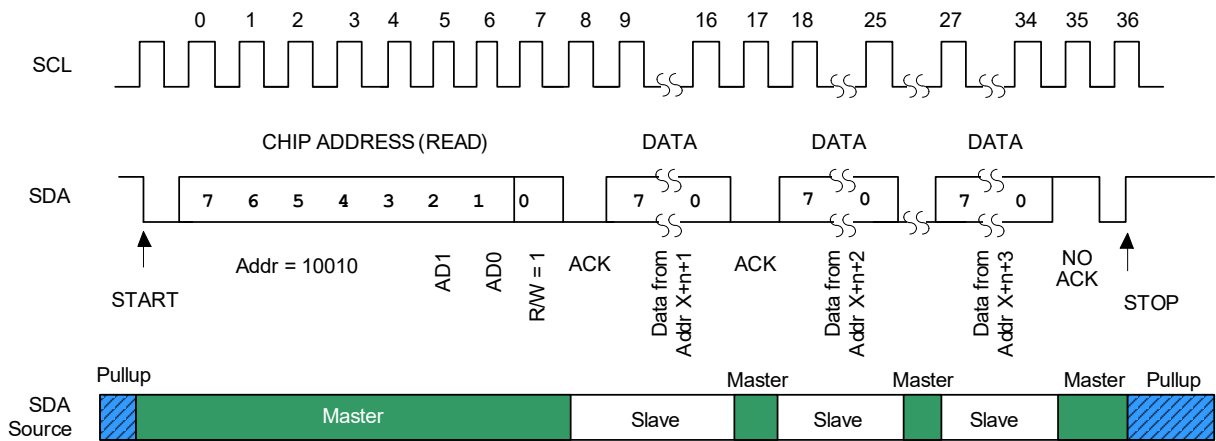 0 1 2 3 4 5 6 7 8 9 16 17 18 25 27 34 35 36
SCL
CHIP ADDRESS (READ) DATA DATA DATA
SDA
7 6 5 4 3 2 1 0 7 0 7 0 7 0
START
Addr = 10010
AD1
AD0
R/W = 1
ACK
Data from
Addr X+n+1
ACK
Data from
Addr X+n+2
Data from
Addr X+n+3
NO
ACK
STOP
Pullup Master Master Master Pullup
SDA
Source
Master Slave Slave Slave